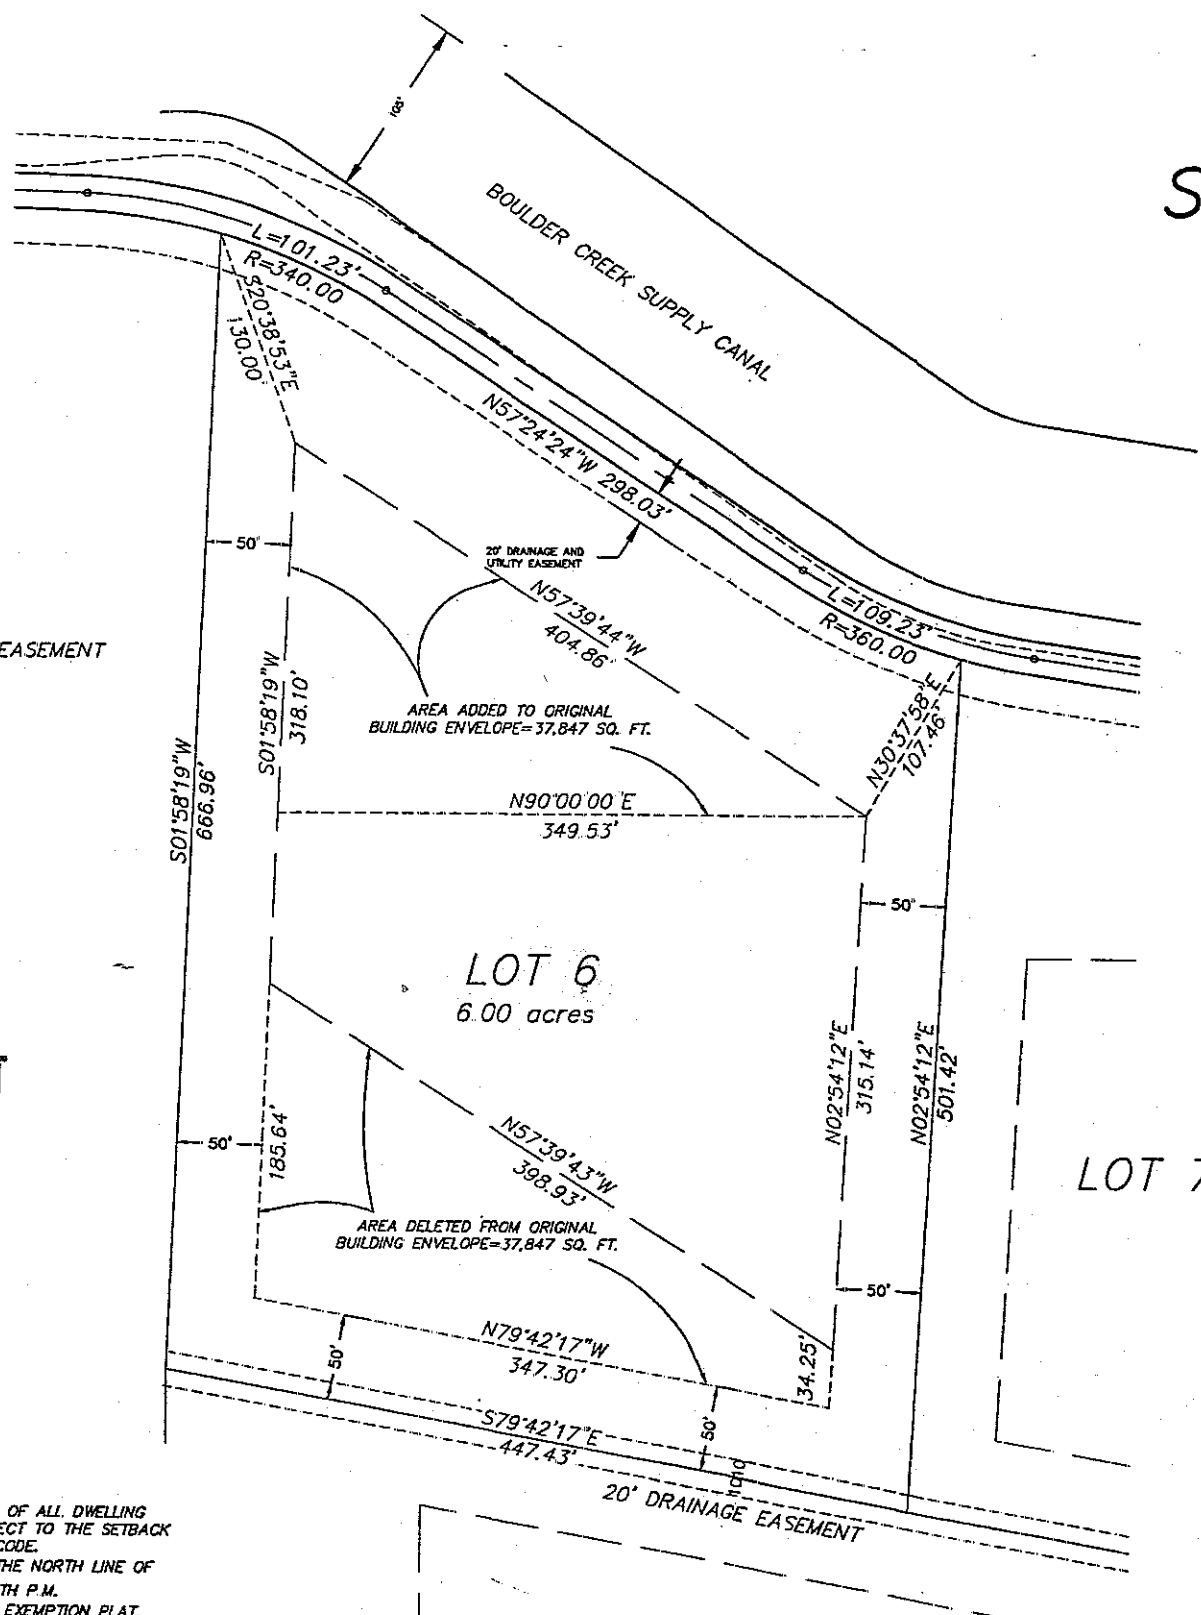 105'
S
BOULDER CREEK SUPPLY CANAL
L=101.23'
R=340.00
S20°38'53"E
130.00'
N57°24'24"W 298.03'
50'
20' DRAINAGE AND
UTILITY EASEMENT
N57°39'44"W
404.86'
L=109.23'
R=360.00
EASEMENT
S01°58'19"W
318.10'
AREA ADDED TO ORIGINAL
BUILDING ENVELOPE=37,847 SQ. FT.
N30°37'58"E
107.46'
S01°58'19"W
666.96'
N90°00'00"E
349.53'
50'
LOT 6
6.00 acres
N02°54'12"E
315.14'
N02°54'12"E
501.42'
50'
185.64'
N57°39'43"W
398.93'
LOT 7
AREA DELETED FROM ORIGINAL
BUILDING ENVELOPE=37,847 SQ. FT.
50'
N79°42'17"W
347.30'
34.25'
50'
S79°42'17"E
447.43'
50'
1010
20' DRAINAGE EASEMENT
OF ALL DWELLING
ECT TO THE SETBACK
CODE.
THE NORTH LINE OF
TH P.M.
EXEMPTION PLAT